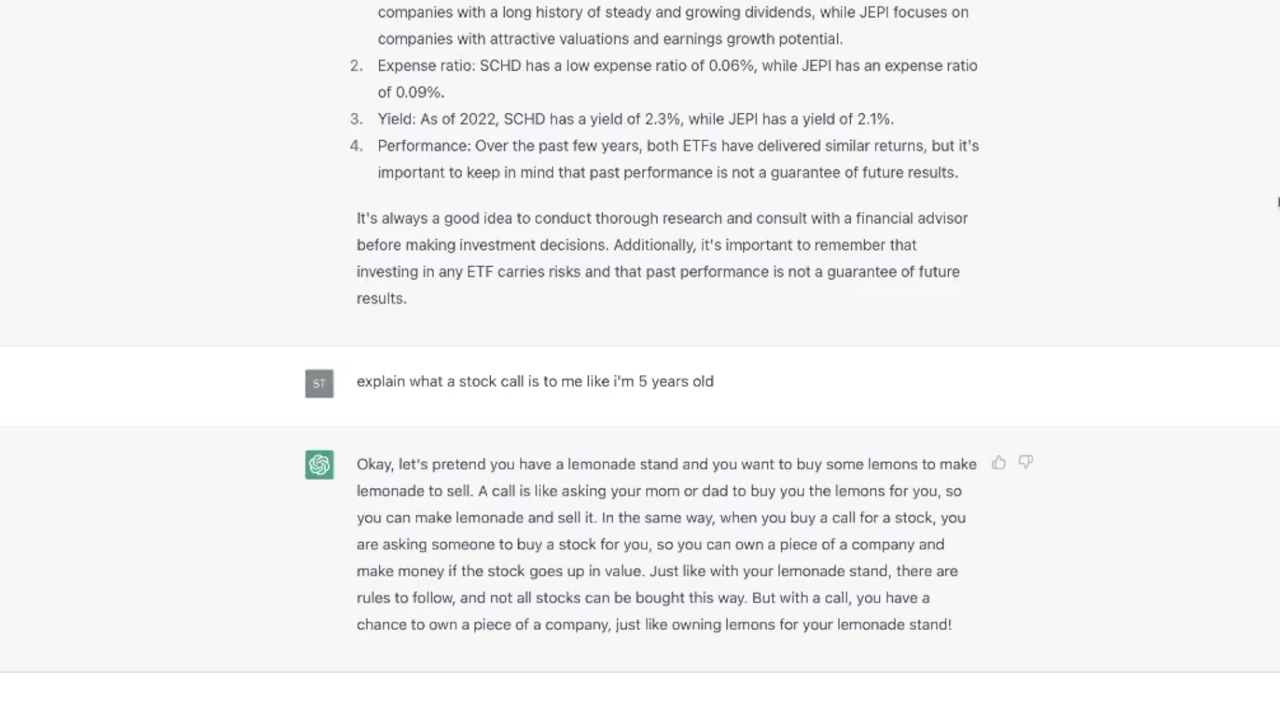 companies with a long history of steady and growing dividends, while JEPI focuses on
companies with attractive valuations and earnings growth potential.
2. Expense ratio: SCHD has a low expense ratio of 0.06%, while JEPI has an expense ratio
of 0.09%.
3. Yield: As of 2022, SCHD has a yield of 2.3%, while JEPI has a yield of 2.1%.
4. Performance: Over the past few years, both ETFs have delivered similar returns, but it's
important to keep in mind that past performance is not a guarantee of future results.
It's always a good idea to conduct thorough research and consult with a financial advisor
before making investment decisions. Additionally, it's important to remember that
investing in any ETF carries risks and that past performance is not a guarantee of future
results.
ST explain what a stock call is to me like i'm 5 years old
Okay, let's pretend you have a lemonade stand and you want to buy some lemons to make
lemonade to sell. A call is like asking your mom or dad to buy you the lemons for you, so
you can make lemonade and sell it. In the same way, when you buy a call for a stock, you
are asking someone to buy a stock for you, so you can own a piece of a company and
make money if the stock goes up in value. Just like with your lemonade stand, there are
rules to follow, and not all stocks can be bought this way. But with a call, you have a
chance to own a piece of a company, just like owning lemons for your lemonade stand!